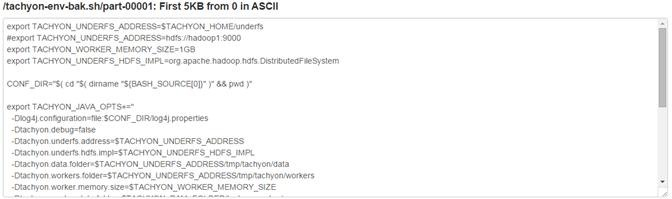 /tachyon-env-bak.sh/part-00001: First 5KB from 0 in ASCII
export TACHYON_UNDERFS_ADDRESS=$TACHYON_HOME/underfs
#export TACHYON_UNDERFS_ADDRESS=hdfs://hadoop1:9000
export TACHYON_WORKER_MEMORY_SIZE=1GB
export TACHYON_UNDERFS_HDFS_IMPL=org.apache.hadoop.hdfs.DistributedFileSystem
CONF_DIR="$( cd "$( dirname "${BASH_SOURCE[0]}" )" && pwd )"
export TACHYON_JAVA_OPTS+="
-Dlog4j.configuration=file:$CONF_DIR/log4j.properties
-Dtachyon.debug=false
-Dtachyon.underfs.address=$TACHYON_UNDERFS_ADDRESS
-Dtachyon.underfs.hdfs.impl=$TACHYON_UNDERFS_HDFS_IMPL
-Dtachyon.data.folder=$TACHYON_UNDERFS_ADDRESS/tmp/tachyon/data
-Dtachyon.workers.folder=$TACHYON_UNDERFS_ADDRESS/tmp/tachyon/workers
-Dtachyon.worker.memory.size=$TACHYON_WORKER_MEMORY_SIZE